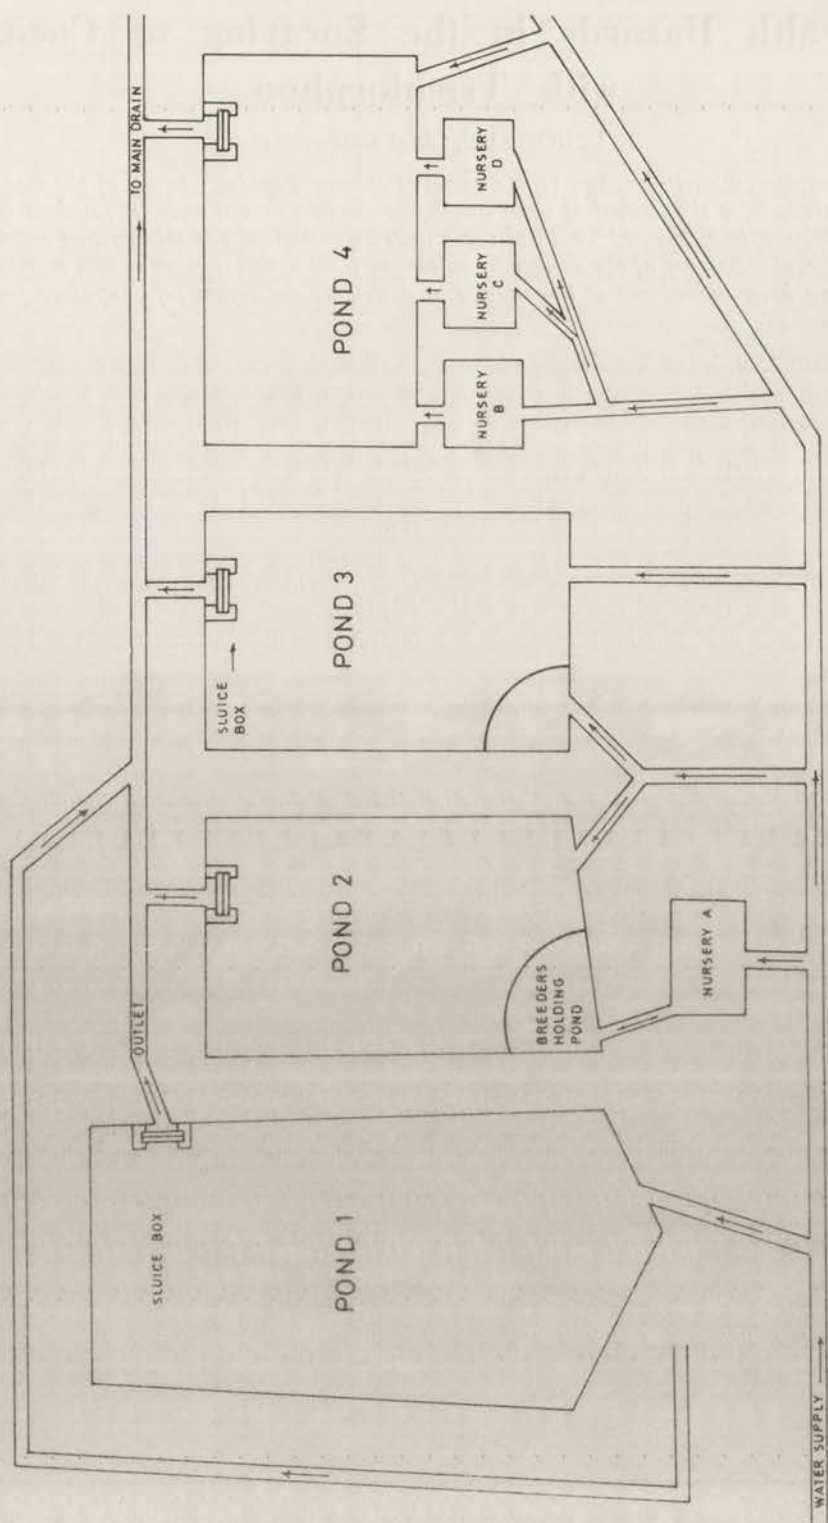 TO MAIN DRAIN
POND 4
NURSERY
D
NURSERY
C
NURSERY
B
POND 3
SLUICE
BOX
POND 2
BREEDERS
HOLDING
POND
NURSERY A
OUTLET
SLUICE BOX
POND 1
WATER SUPPLY